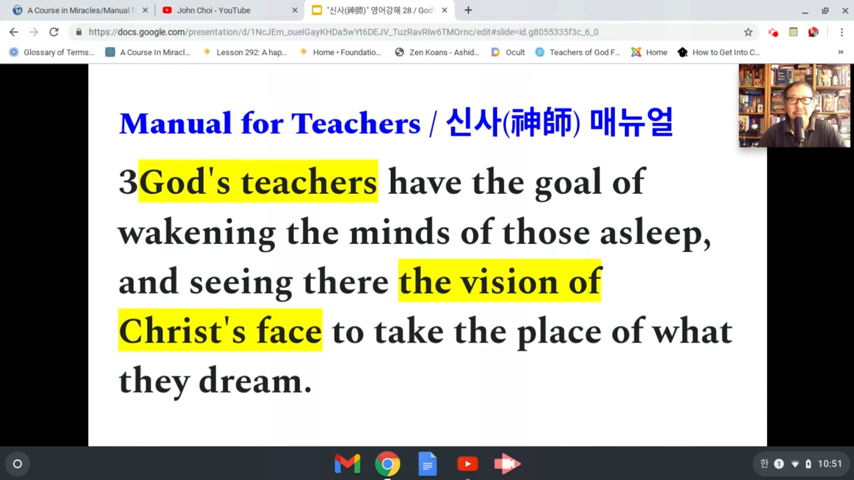 A Course in Miracles/Manual f
John Choi - YouTube
"신사(神師)" 영어강해 28 / God
https://docs.google.com/presentation/d/1NcJEm_oueIGayKHDa5wYt6DEJV_TuzRavRlw6TMOrnc/edit#slide=id.g8055335f3c_6_0
Glossary of Terms...
A Course In Miracl...
Lesson 292: A hap...
Home • Foundatio...
Zen Koans - Ashid...
Ocult
Teachers of God F...
Home
How to Get Into C...
Manual for Teachers / 신사(神師) 매뉴얼
3God's teachers have the goal of
wakening the minds of those asleep,
and seeing there the vision of
Christ's face to take the place of what
they dream.
한 1 10:51